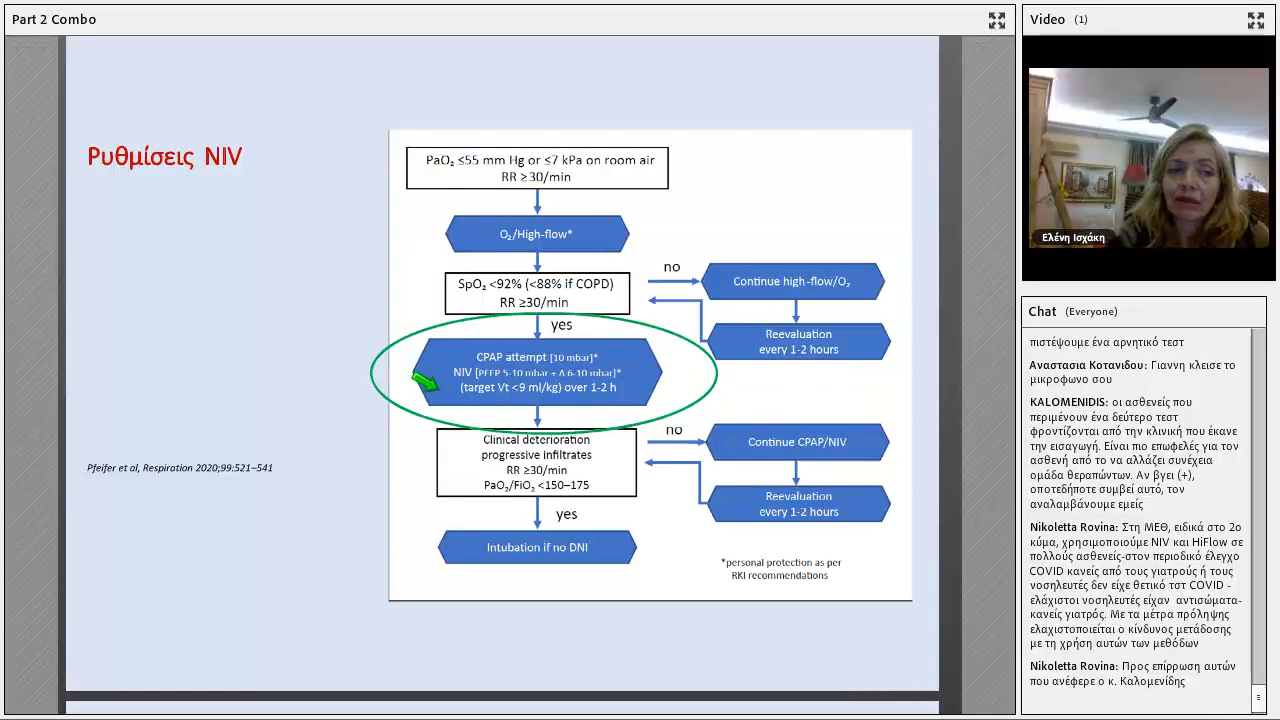 Part 2 Combo
Ρυθμίσεις NIV
PaO₂ ≤55 mm Hg or ≤7 kPa on room air
RR ≥30/min
O₂/High-flow*
SpO₂ <92% (<88% if COPD)
RR ≥30/min
no
Continue high-flow/O₂
Reevaluation
every 1-2 hours
yes
CPAP attempt [10 mbar]*
NIV [PEEP 5-10 mbar + Δ 6-10 mbar]*
(target Vt <9 ml/kg) over 1-2 h
Clinical deterioration
progressive infiltrates
RR ≥30/min
PaO₂/FiO₂ <150–175
no
Continue CPAP/NIV
Reevaluation
every 1-2 hours
yes
Intubation if no DNI
*personal protection as per
RKI recommendations
Pfeifer et al, Respiration 2020;99:521–541
Video (1)
Ελένη Ισχάκη
Chat (Everyone)
πιστέψουμε ένα αρνητικό τεστ
Αναστασια Κοτανιδου: Γιαννη κλεισε το
μικροφωνο σου
KALOMENIDIS: οι ασθενείς που
περιμένουν ένα δεύτερο τεστ
φροντίζονται από την κλινική που έκανε
την εισαγωγή. Είναι πιο επωφελές για τον
ασθενή από το να αλλάζει συνέχεια
ομάδα θεραπόντων. Αν βγει (+),
οποτεδήποτε συμβεί αυτό, τον
αναλαμβάνουμε εμείς
Nikoletta Rovina: Στη ΜΕΘ, ειδικά στο 2ο
κύμα, χρησιμοποιούμε NIV και HiFlow σε
πολλούς ασθενείς-στον περιοδικό έλεγχο
COVID κανείς από τους γιατρούς ή τους
νοσηλευτές δεν είχε θετικό τστ COVID -
ελάχιστοι νοσηλευτές είχαν αντισώματα-
κανείς γιατρός. Με τα μέτρα πρόληψης
ελαχιστοποιείται ο κίνδυνος μετάδοσης
με τη χρήση αυτών των μεθόδων
Nikoletta Rovina: Προς επίρρωση αυτών
που ανέφερε ο κ. Καλομενίδης